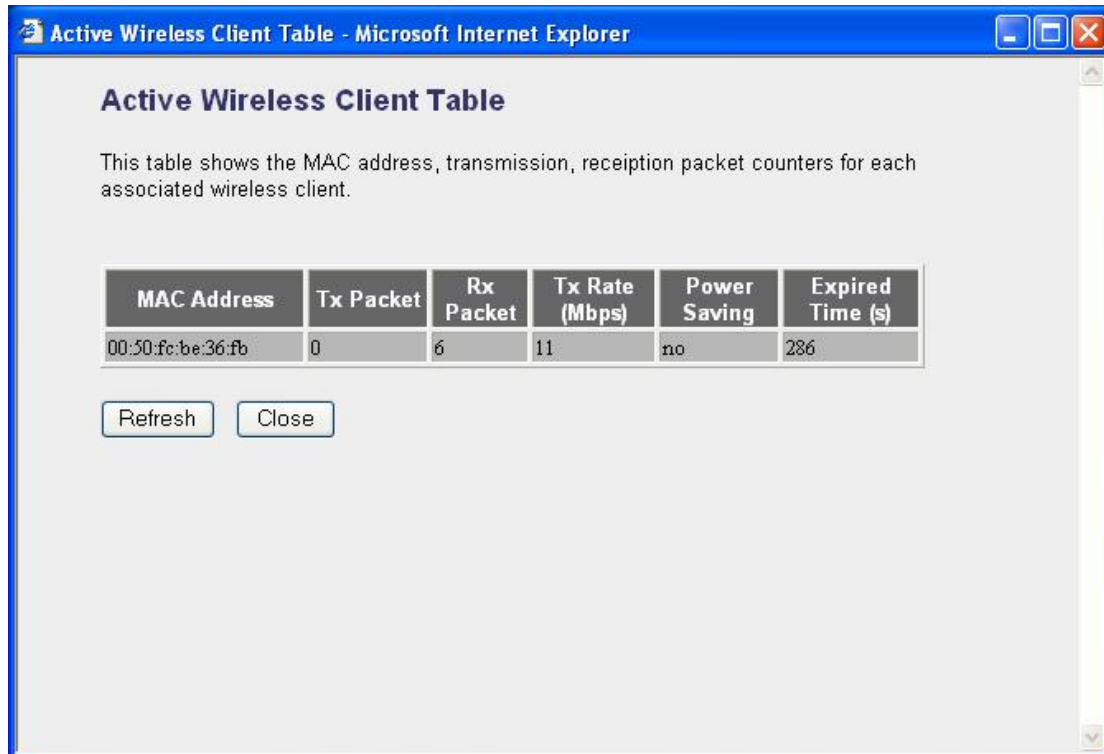 Active Wireless Client Table - Microsoft Internet Explorer
Active Wireless Client Table
This table shows the MAC address, transmission, receiption packet counters for each
associated wireless client.
MAC Address Tx Packet Rx Packet Tx Rate (Mbps) Power Saving Expired Time (s)
00:50:fc:be:36:fb 0 6 11 no 286
Refresh Close